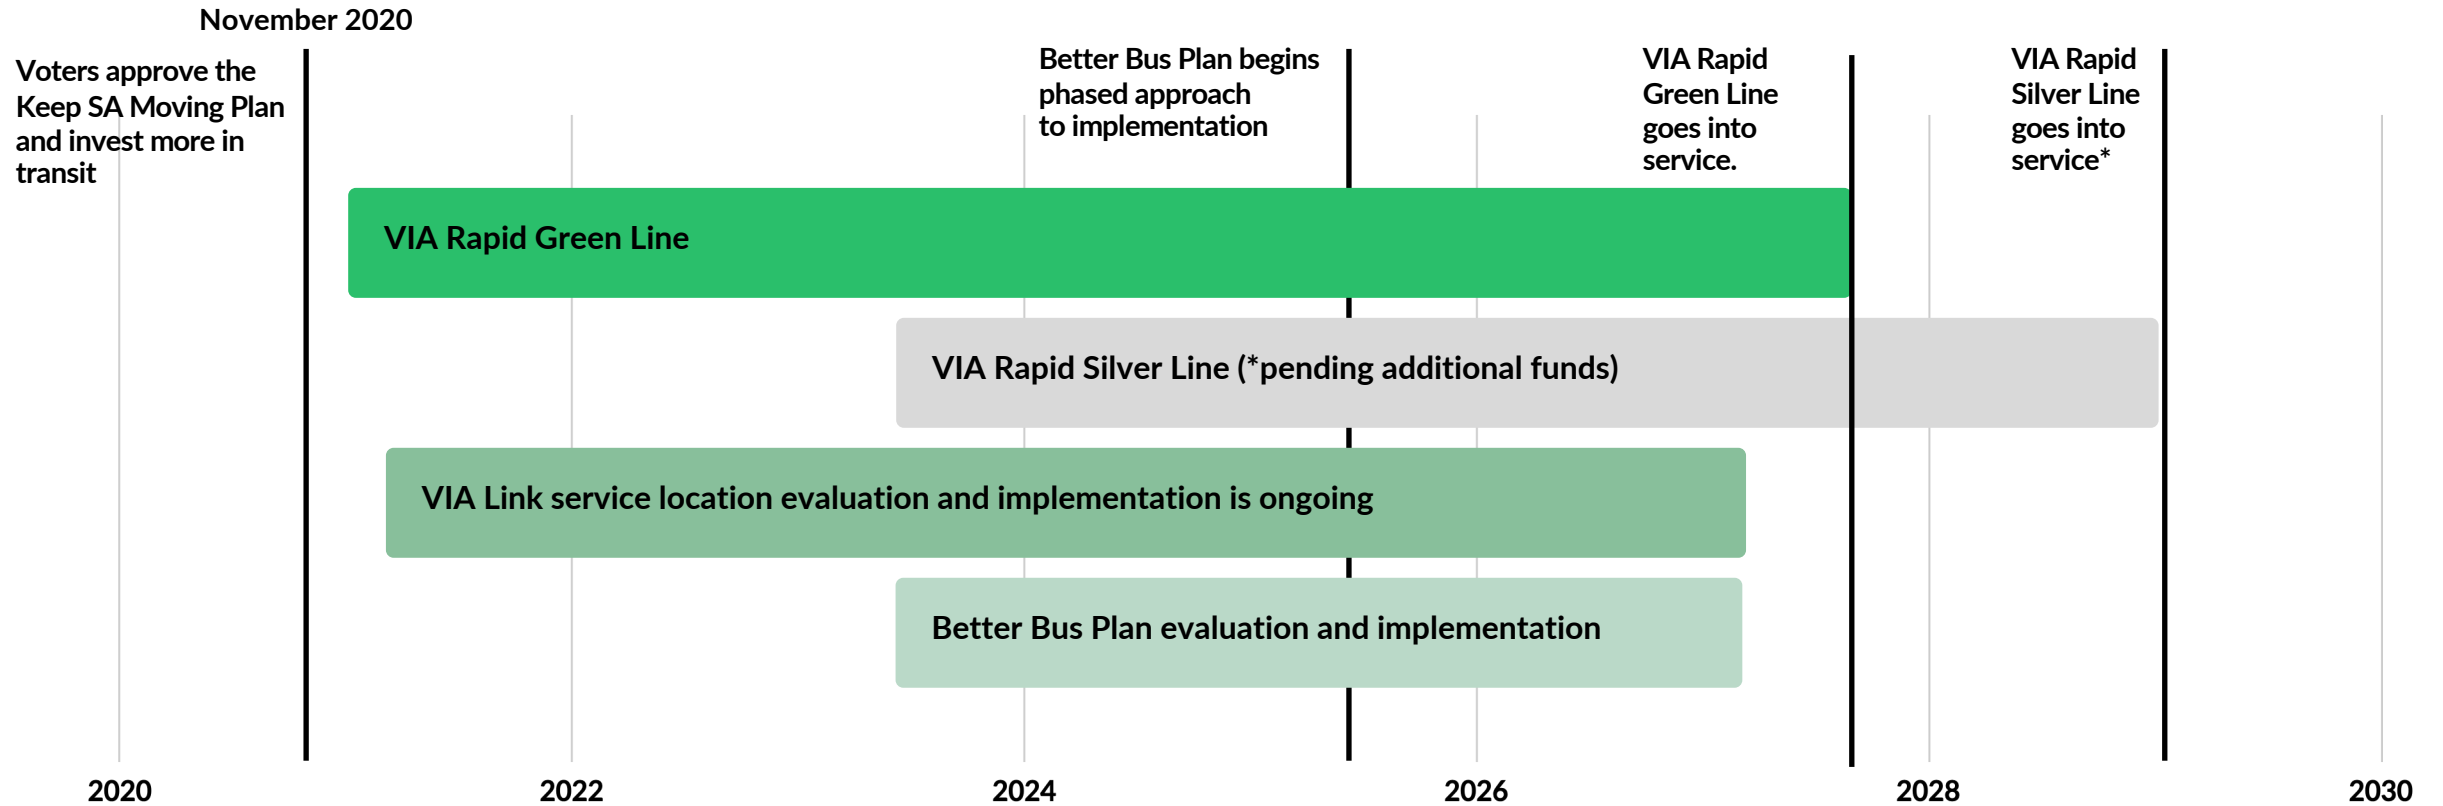 November 2020
Voters approve the
Keep SA Moving Plan
and invest more in
transit
Better Bus Plan begins
phased approach
to implementation
VIA Rapid
Green Line
goes into
service.
VIA Rapid
Silver Line
goes into
service*
VIA Rapid Green Line
VIA Rapid Silver Line (*pending additional funds)
VIA Link service location evaluation and implementation is ongoing
Better Bus Plan evaluation and implementation
2020 2022 2024 2026 2028 2030